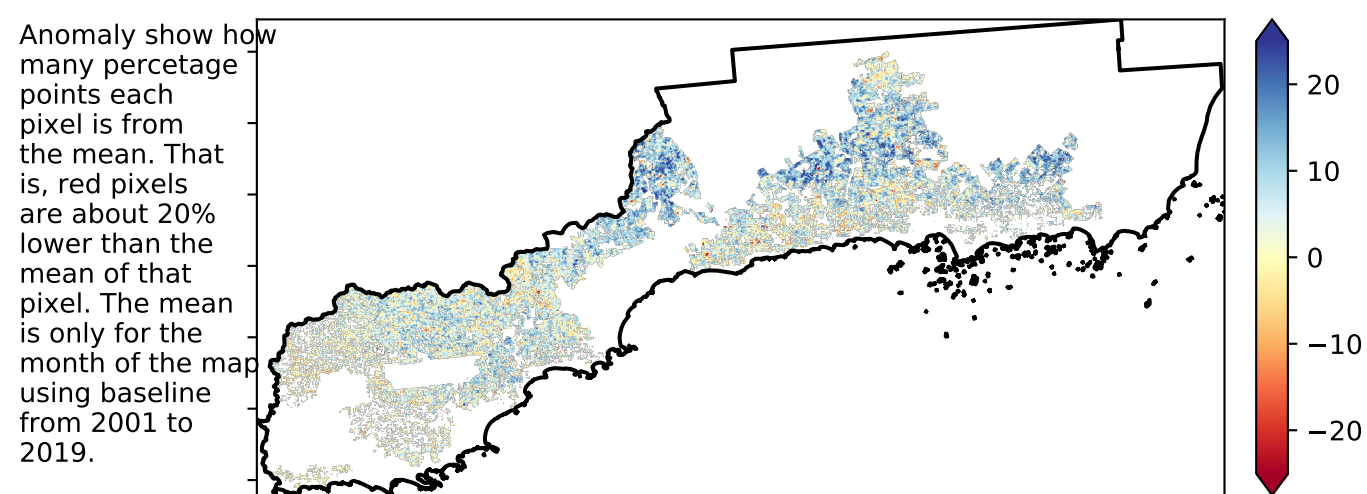 Anomaly show how
many percetage
points each
pixel is from
the mean. That
is, red pixels
are about 20%
lower than the
mean of that
pixel. The mean
is only for the
month of the map
using baseline
from 2001 to
2019.
20
10
0
−10
−20